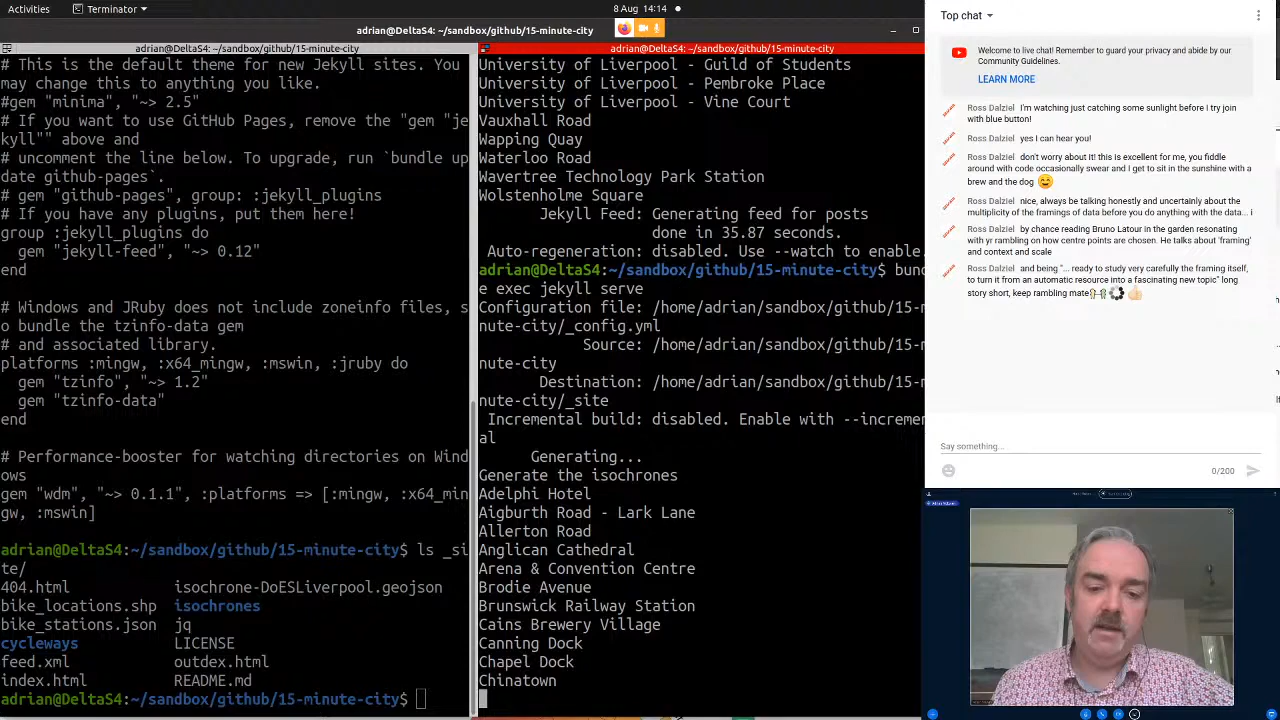 Activities
Terminator
8 Aug 14:14
adrian@DeltaS4:~/sandbox/github/15-minute-city
adrian@DeltaS4:~/sandbox/github/15-minute-city
# This is the default theme for new Jekyll sites. You
may change this to anything you like.
#gem "minima", "~> 2.5"
# If you want to use GitHub Pages, remove the "gem "je
kyll"" above and
# uncomment the line below. To upgrade, run `bundle up
date github-pages`.
# gem "github-pages", group: :jekyll_plugins
# If you have any plugins, put them here!
group :jekyll_plugins do
  gem "jekyll-feed", "~> 0.12"
end
# Windows and JRuby does not include zoneinfo files, s
o bundle the tzinfo-data gem
# and associated library.
platforms :mingw, :x64_mingw, :mswin, :jruby do
  gem "tzinfo", "~> 1.2"
  gem "tzinfo-data"
end
# Performance-booster for watching directories on Wind
ows
gem "wdm", "~> 0.1.1", :platforms => [:mingw, :x64_min
gw, :mswin]
adrian@DeltaS4:~/sandbox/github/15-minute-city$ ls _si
te/
404.html isochrone-DoESLiverpool.geojson
bike_locations.shp isochrones
bike_stations.json jq
cycleways LICENSE
feed.xml outdex.html
index.html README.md
adrian@DeltaS4:~/sandbox/github/15-minute-city$
adrian@DeltaS4:~/sandbox/github/15-minute-city
University of Liverpool - Guild of Students
University of Liverpool - Pembroke Place
University of Liverpool - Vine Court
Vauxhall Road
Wapping Quay
Waterloo Road
Wavertree Technology Park Station
Wolstenholme Square
Jekyll Feed: Generating feed for posts
done in 35.87 seconds.
Auto-regeneration: disabled. Use --watch to enable.
adrian@DeltaS4:~/sandbox/github/15-minute-city$ bund
e exec jekyll serve
Configuration file: /home/adrian/sandbox/github/15-m
nute-city/_config.yml
Source: /home/adrian/sandbox/github/15-m
nute-city
Destination: /home/adrian/sandbox/github/15-m
nute-city/_site
Incremental build: disabled. Enable with --increment
al
Generating...
Generate the isochrones
Adelphi Hotel
Aigburth Road - Lark Lane
Allerton Road
Anglican Cathedral
Arena & Convention Centre
Brodie Avenue
Brunswick Railway Station
Cains Brewery Village
Canning Dock
Chapel Dock
Chinatown
Top chat
Welcome to live chat! Remember to guard your privacy and abide by our
Community Guidelines.
LEARN MORE
Ross Dalziel I'm watching just catching some sunlight before i try join
with blue button!
Ross Dalziel yes I can hear you!
Ross Dalziel don't worry about it! this is excellent for me, you fiddle
around with code occasionally swear and I get to sit in the sunshine with a
brew and the dog 😊
Ross Dalziel nice, always be talking honestly and uncertainly about the
multiplicity of the framings of data before you do anything with the data... i
Ross Dalziel by chance reading Bruno Latour in the garden resonating
with yr rambling on how centre points are chosen. He talks about 'framing'
and context and scale
Ross Dalziel and being "... ready to study very carefully the framing itself,
to turn it from an automatic resource into a fascinating new topic" long
story short, keep rambling mate
Say something...
0/200